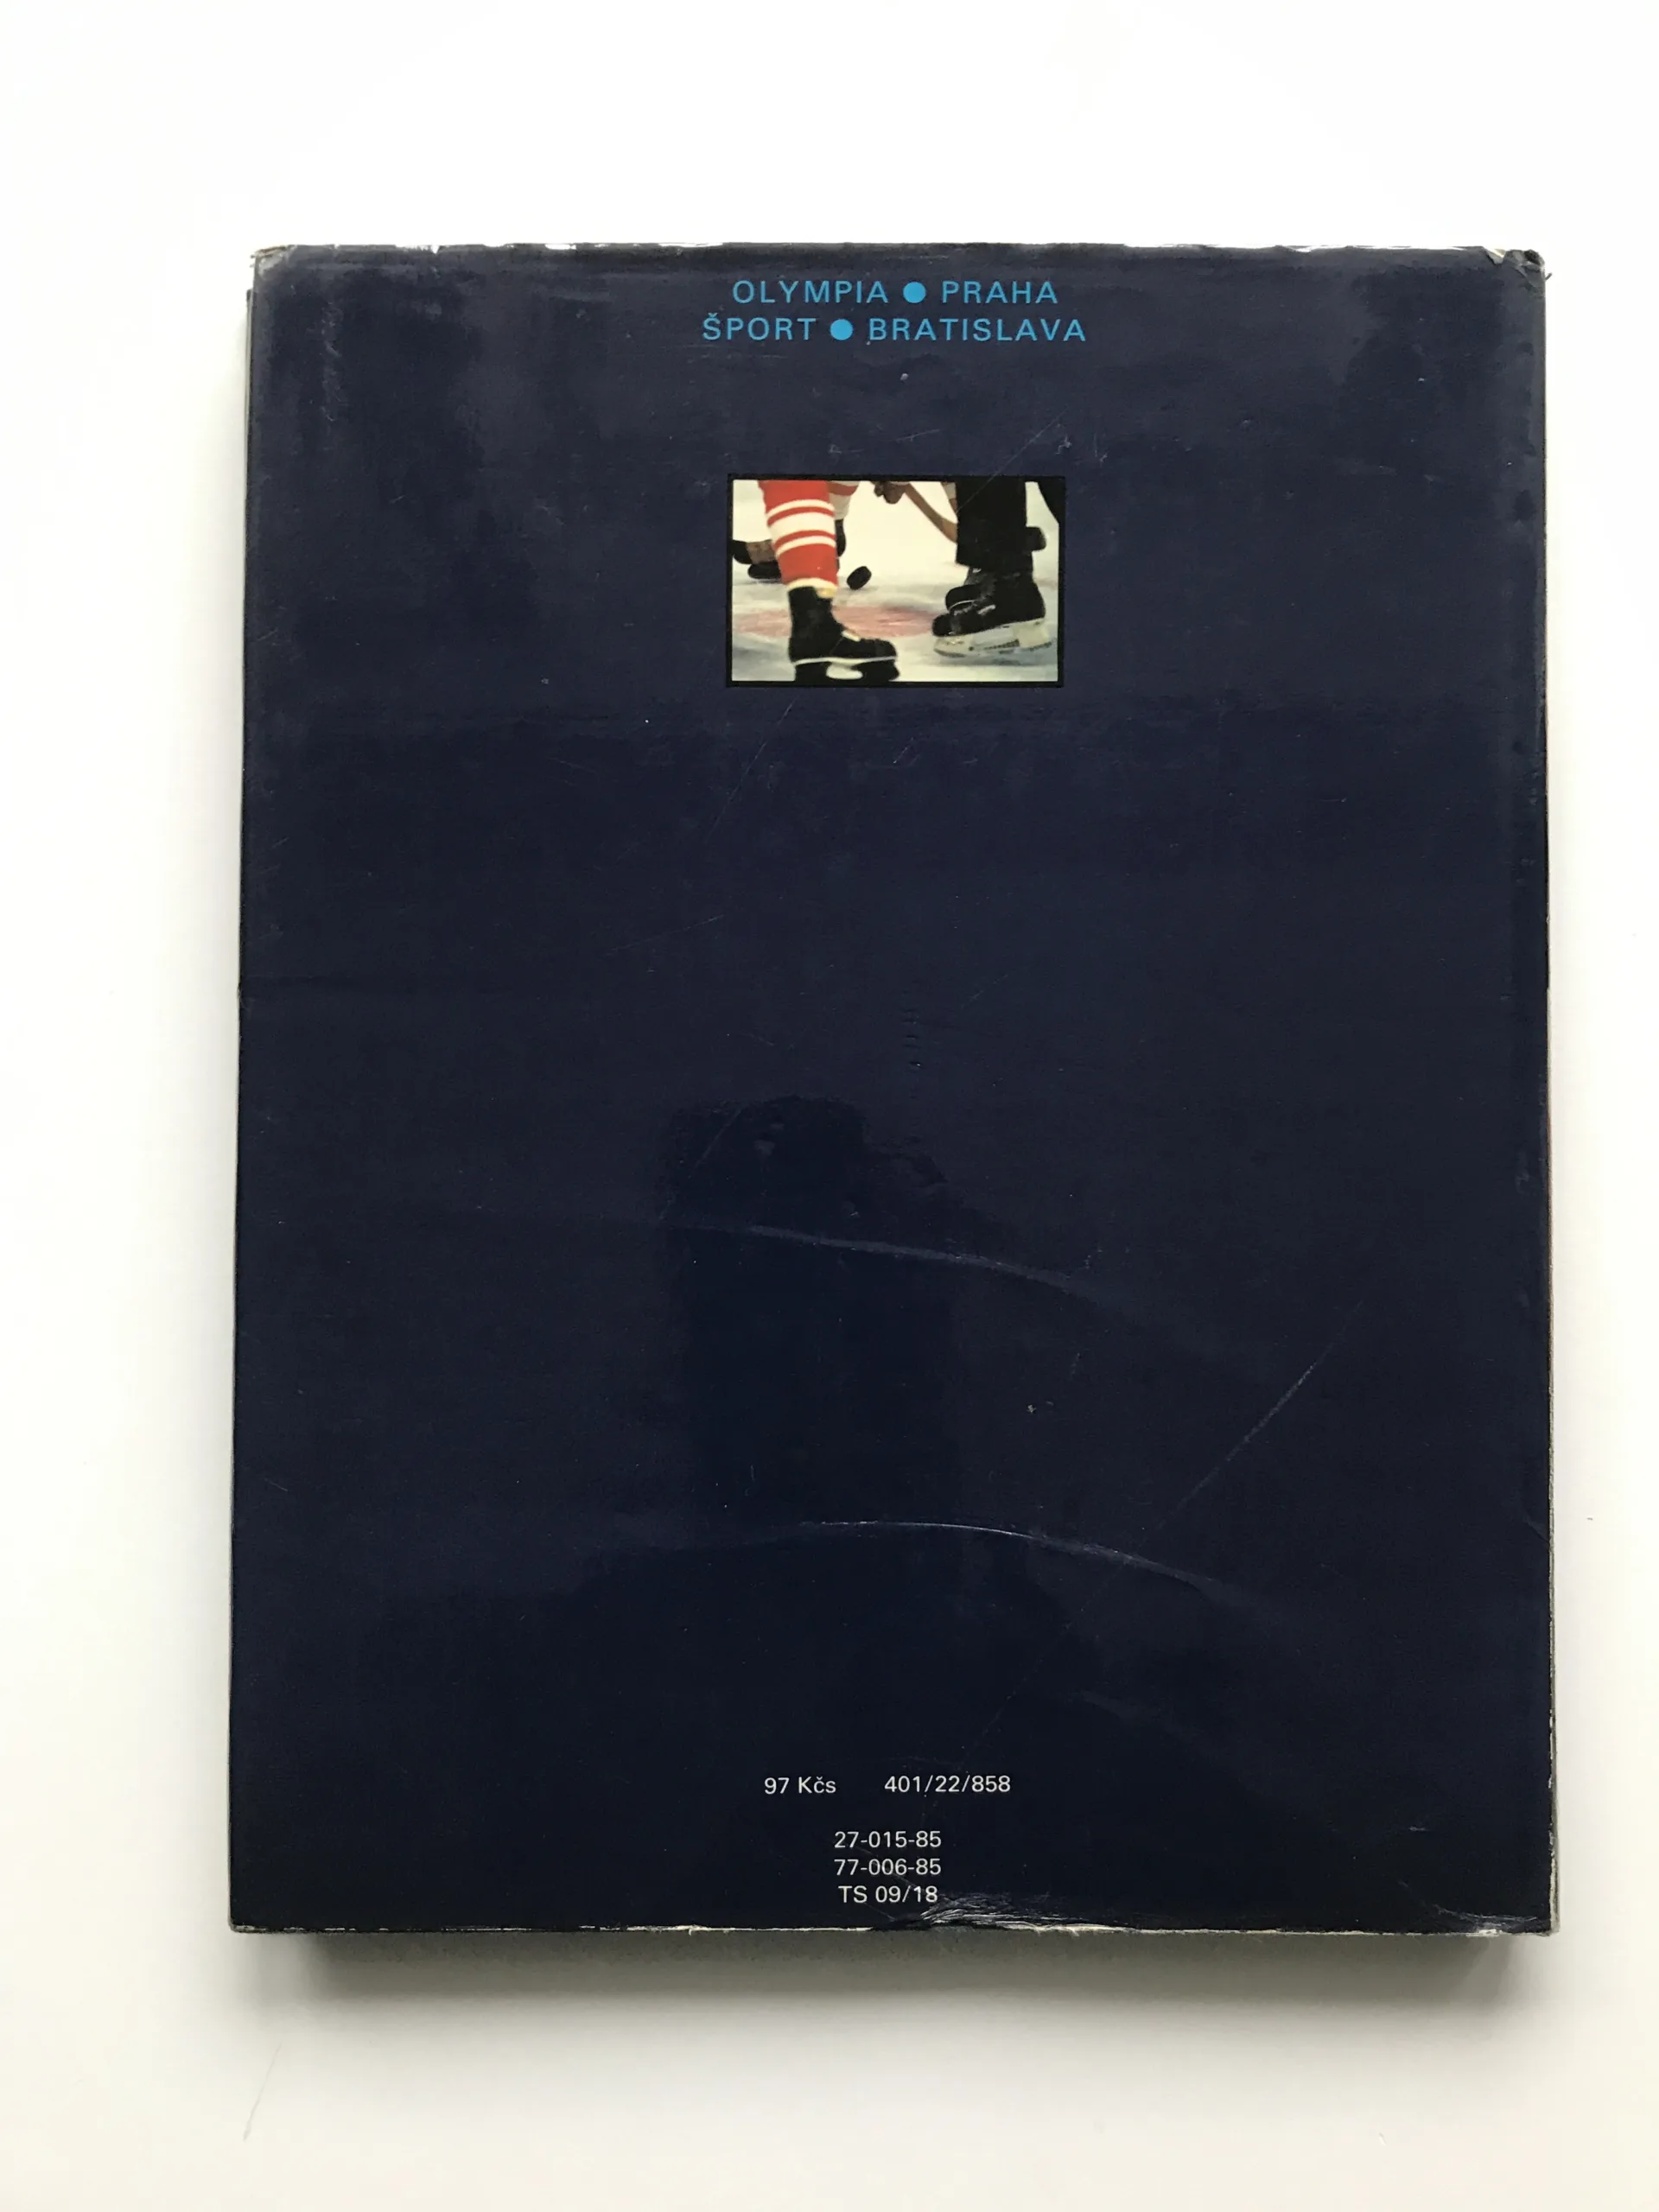 OLYMPIA ● PRAHA
ŠPORT ● BRATISLAVA
97 Kčs 401/22/858
27-015-85
77-006-85
TS 09/18